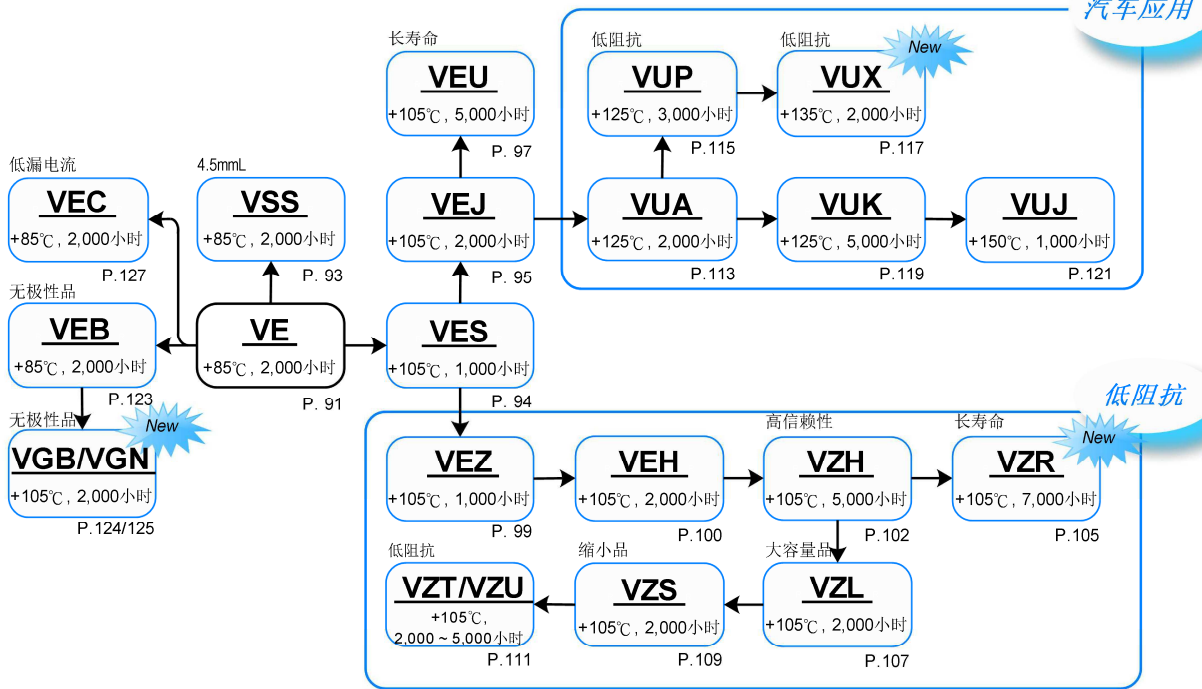 汽车应用
长寿命
VEU
+105℃, 5,000小时
P. 97
低阻抗
VUP
+125℃, 3,000小时
P.115
低阻抗
New
VUX
+135℃, 2,000小时
P.117
低漏电流
VEC
+85℃, 2,000小时
P.127
4.5mmL
VSS
+85℃, 2,000小时
P. 93
VEJ
+105℃, 2,000小时
P. 95
VUA
+125℃, 2,000小时
P.113
VUK
+125℃, 5,000小时
P.119
VUJ
+150℃, 1,000小时
P.121
无极性品
VEB
+85℃, 2,000小时
P.123
VE
+85℃, 2,000小时
P. 91
VES
+105℃, 1,000小时
P. 94
无极性品
New
VGB/VGN
+105℃, 2,000小时
P.124/125
低阻抗
VEZ
+105℃, 1,000小时
P. 99
VEH
+105℃, 2,000小时
P.100
高信赖性
VZH
+105℃, 5,000小时
P.102
长寿命
New
VZR
+105℃, 7,000小时
P.105
低阻抗
VZT/VZU
+105℃,
2,000 ~ 5,000小时
P.111
缩小品
VZS
+105℃, 2,000小时
P.109
大容量品
VZL
+105℃, 2,000小时
P.107